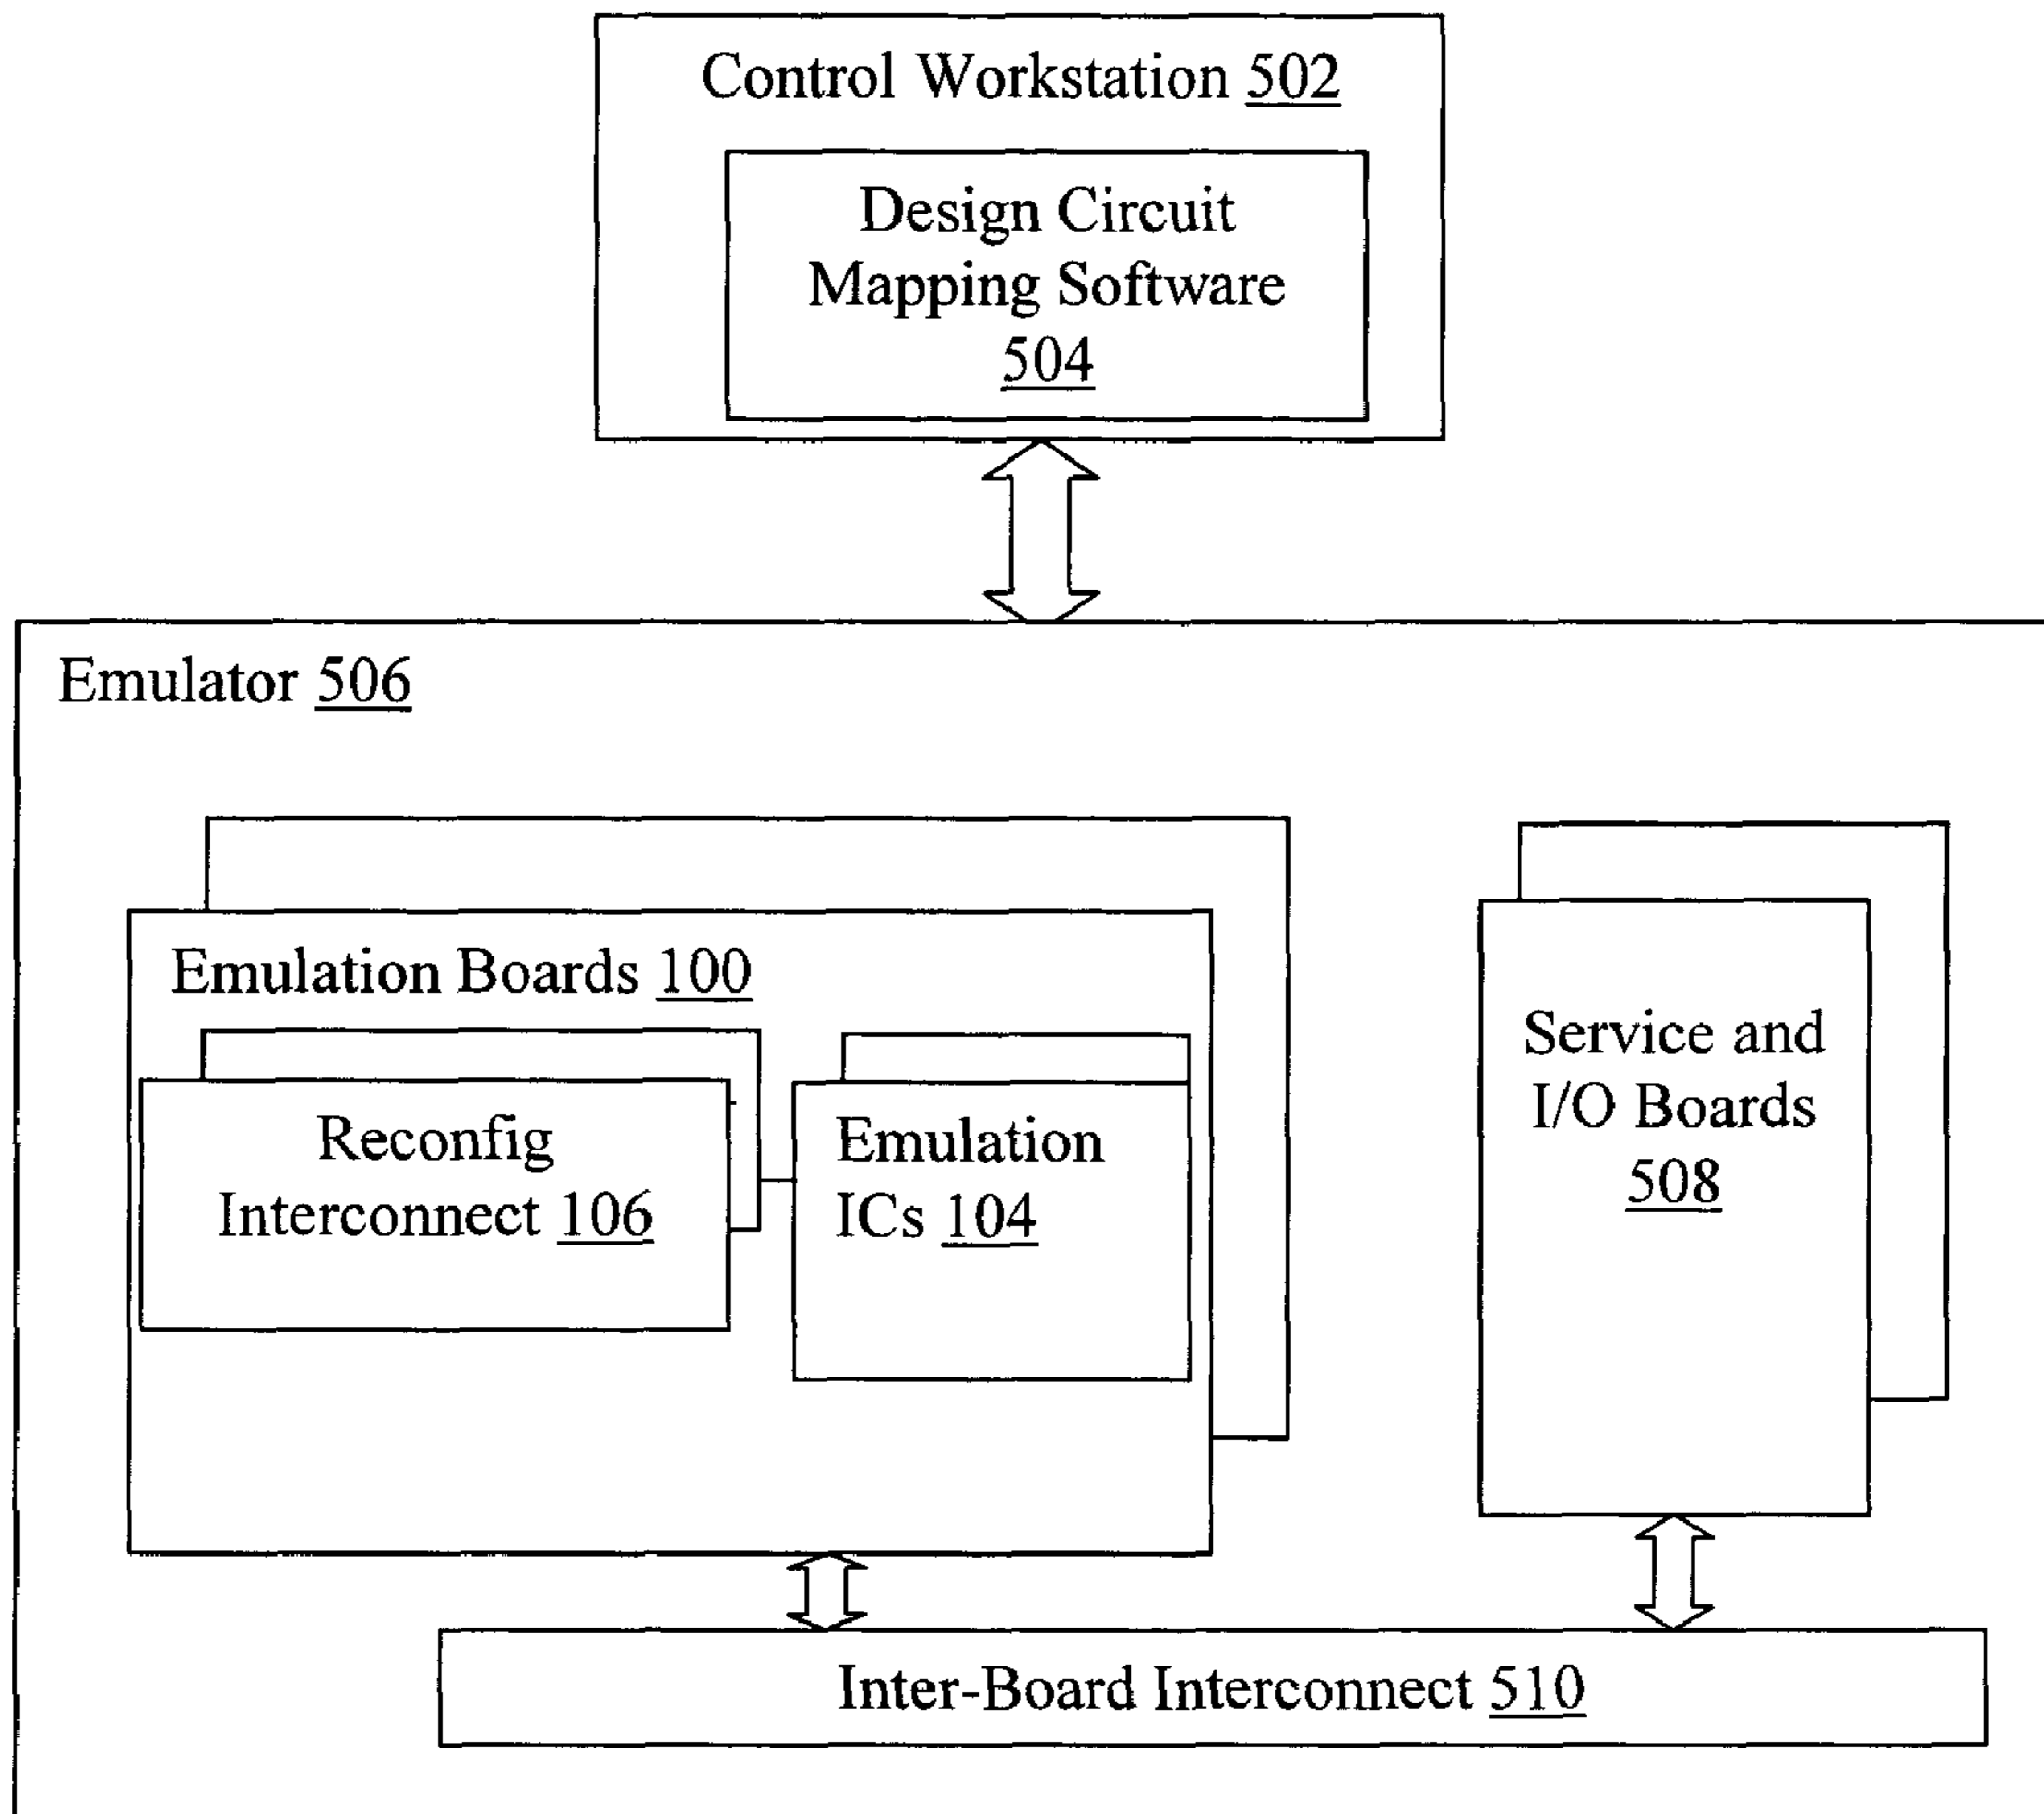 Control Workstation 502
Design Circuit
Mapping Software
504
Emulator 506
Emulation Boards 100
Reconfig
Interconnect 106
Emulation
ICs 104
Service and
I/O Boards
508
Inter-Board Interconnect 510